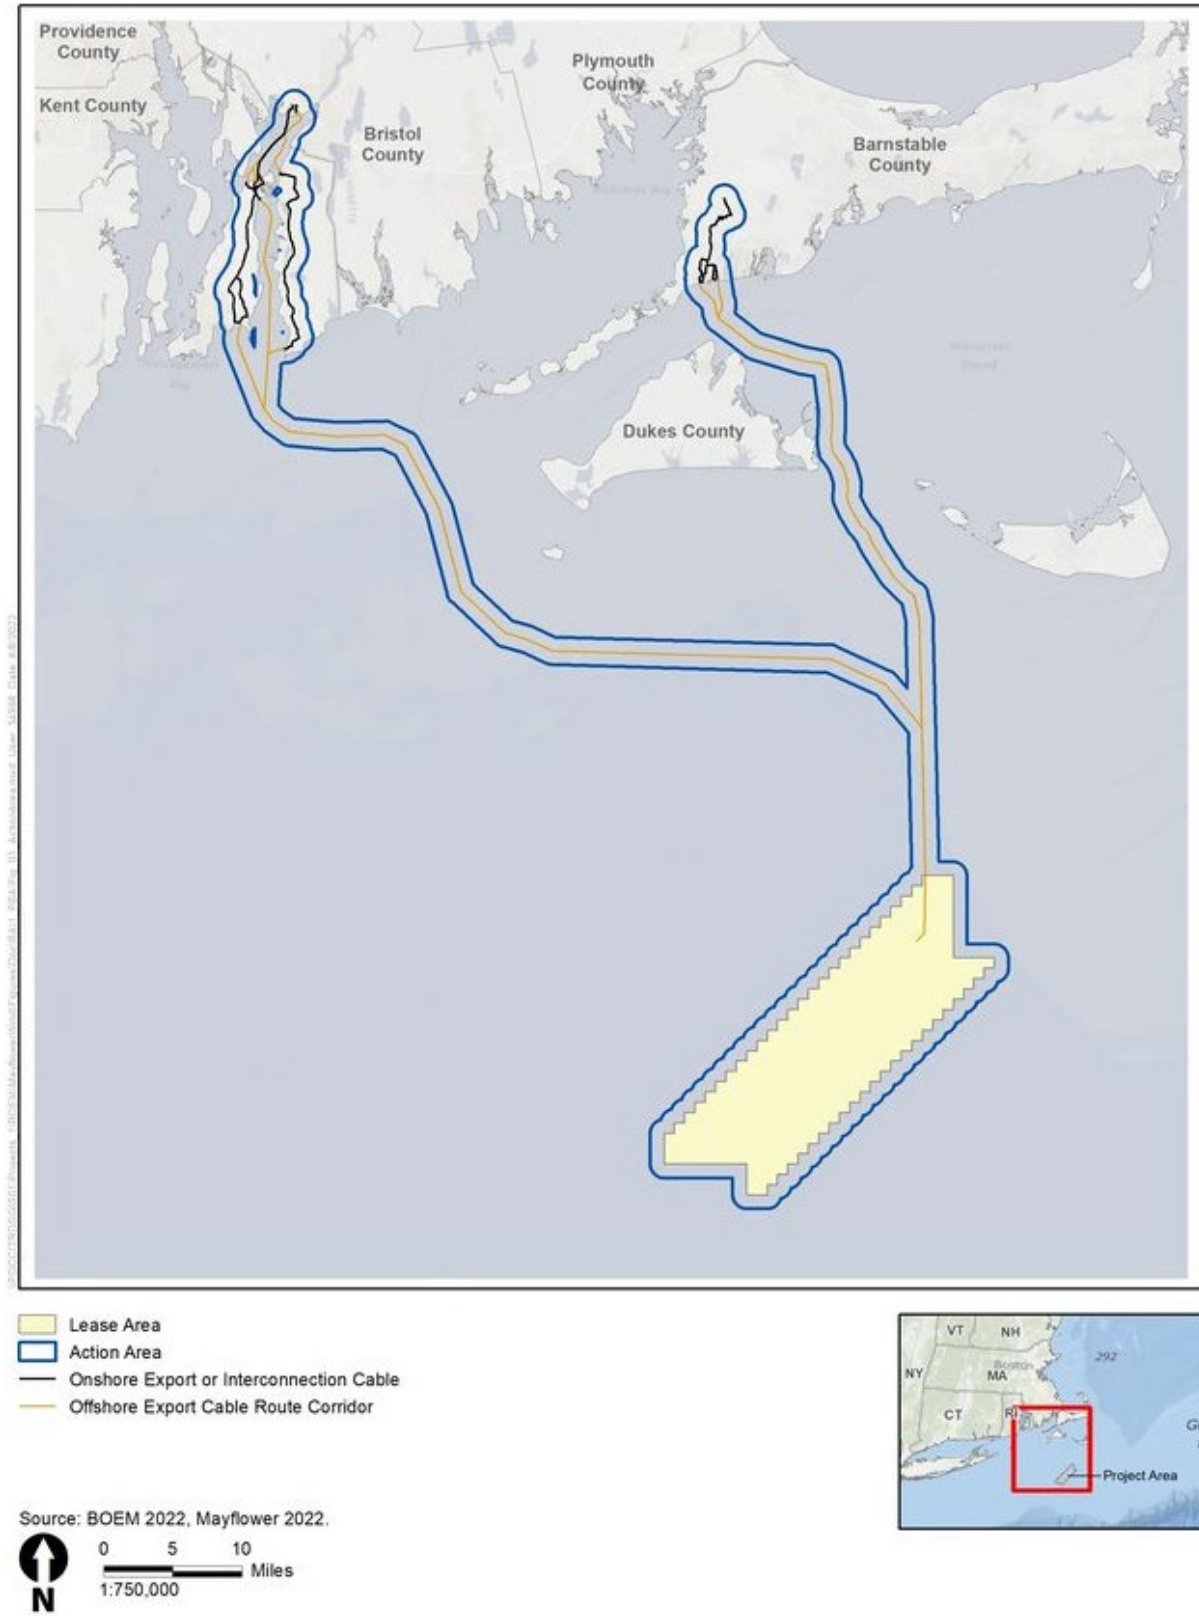 Providence
County
Kent County
Bristol
County
Plymouth
County
Barnstable
County
Dukes County
Lease Area
Action Area
Onshore Export or Interconnection Cable
Offshore Export Cable Route Corridor
VT
NH
NY
Boston
MA
CT
RI
292
Project Area
Source: BOEM 2022, Mayflower 2022.
0 5 10
Miles
1:750,000
N